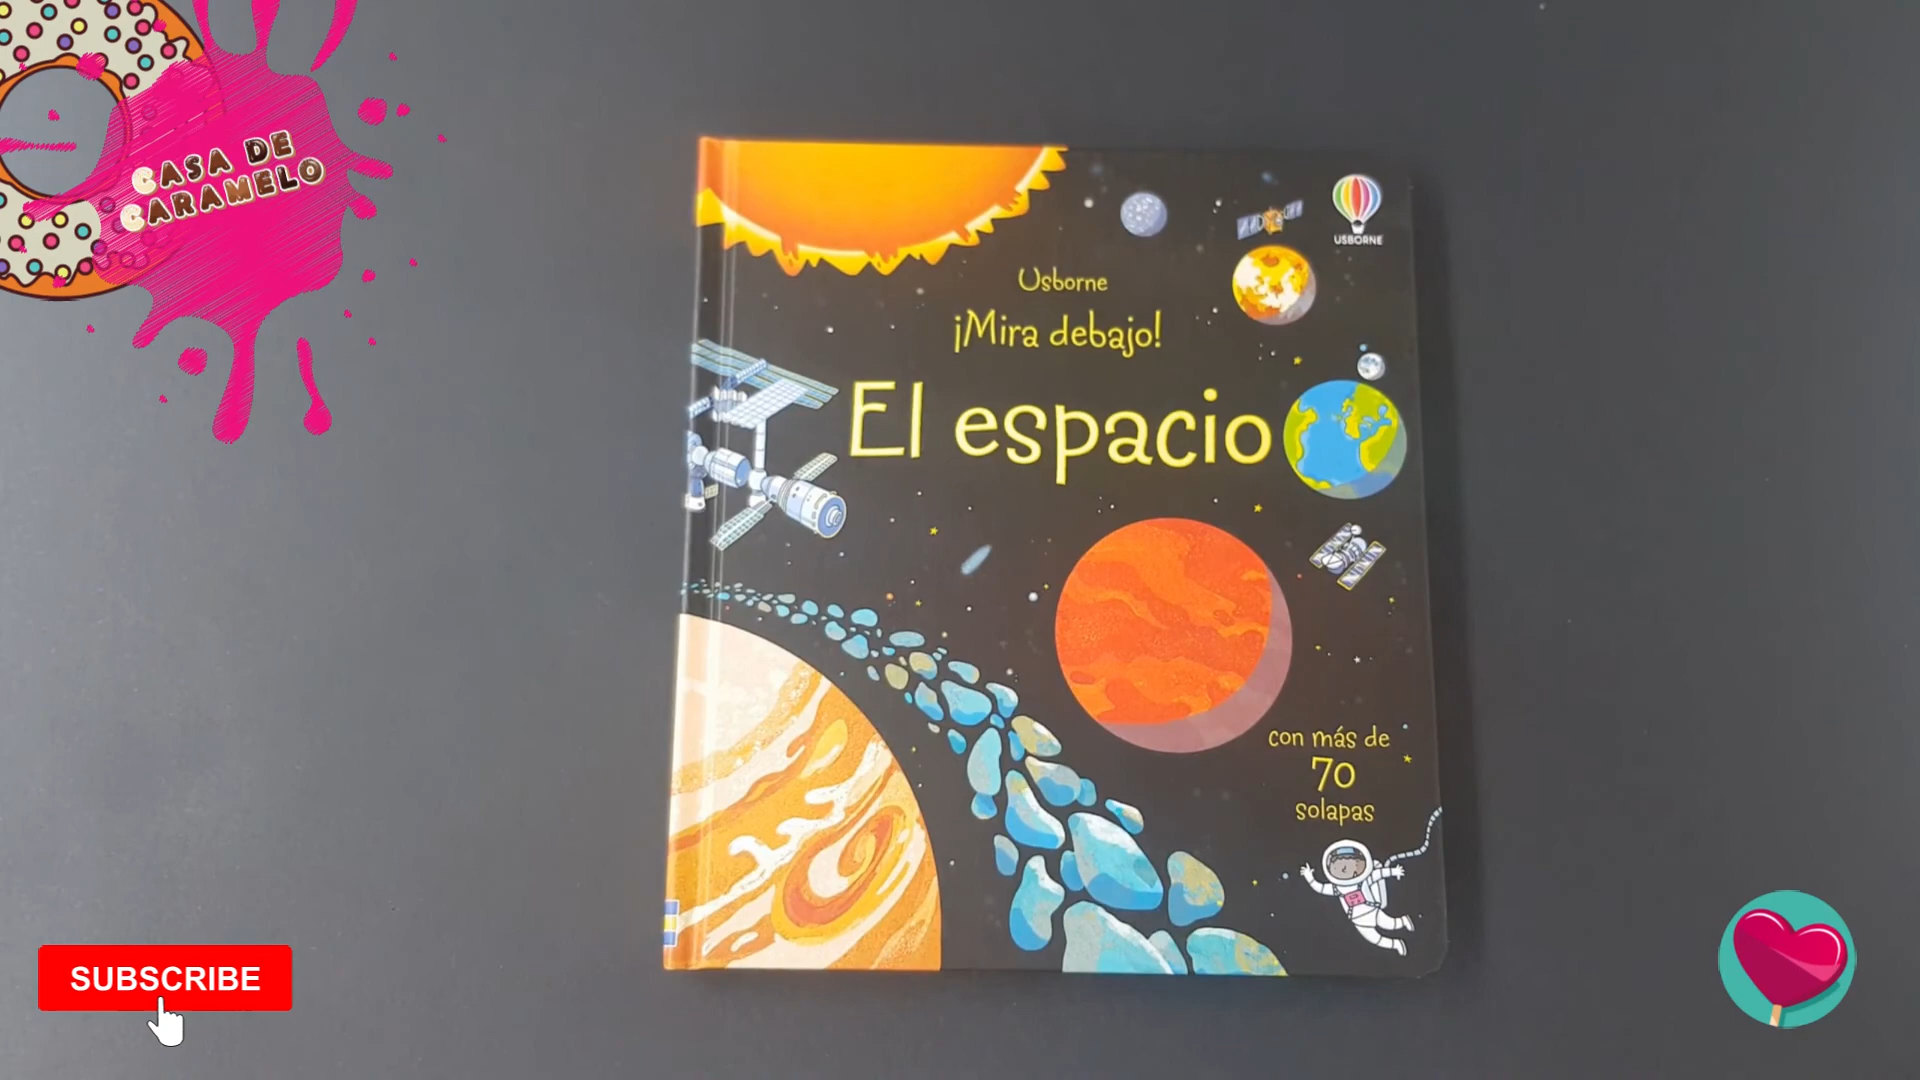 CASA DE
CARAMELO
USBORNE
Usborne
¡Mira debajo!
El espacio
con más de
70
solapas
SUBSCRIBE